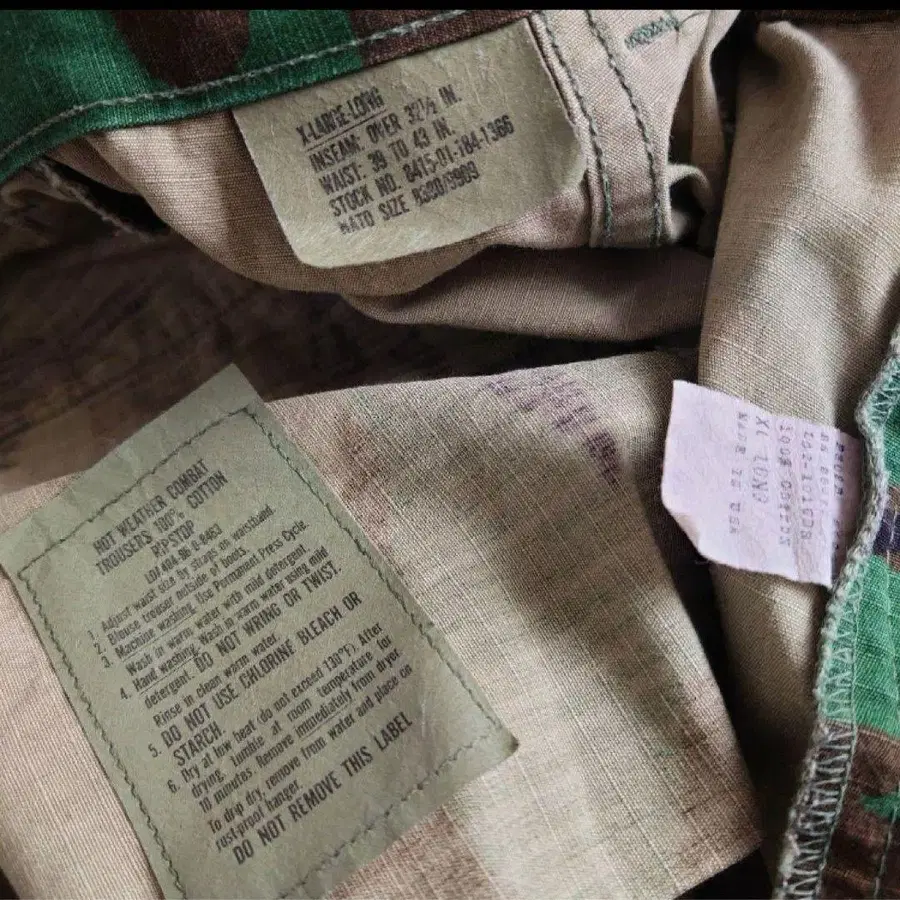 X-LARGE-LONG
INSEAM: OVER 32½ IN.
WAIST: 39 TO 43 IN.
STOCK NO. 8415-01-184-1366
NATO SIZE 8300/9909
HOT WEATHER COMBAT
TROUSERS 100% COTTON
RIPSTOP
1. Adjust waist size by straps on waistband.
2. Blouse trouser outside of boots.
3. Machine washing. Use Permanent Press Cycle.
Wash in warm water with mild detergent.
4. Hand washing. Wash in warm water using mild
detergent. DO NOT WRING OR TWIST.
Rinse in clean warm water.
5. DO NOT USE CHLORINE BLEACH OR
STARCH.
6. Dry at low heat (do not exceed 130°F). After
drying, tumble at room temperature for
10 minutes. Remove immediately from dryer
To drip dry, remove from water and place on
rustproof hanger.
DO NOT REMOVE THIS LABEL
XL LONG
MADE IN USA